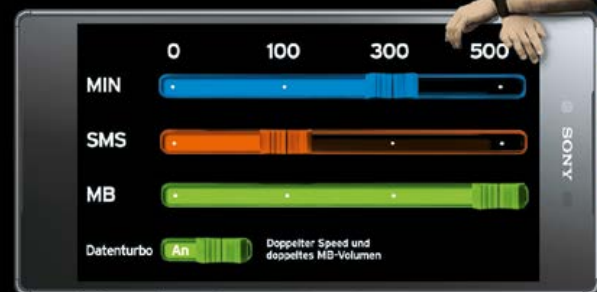 0 100 300 500
MIN
SMS
MB
Datenturbo An Doppelter Speed und
doppeltes MB-Volumen
SONY